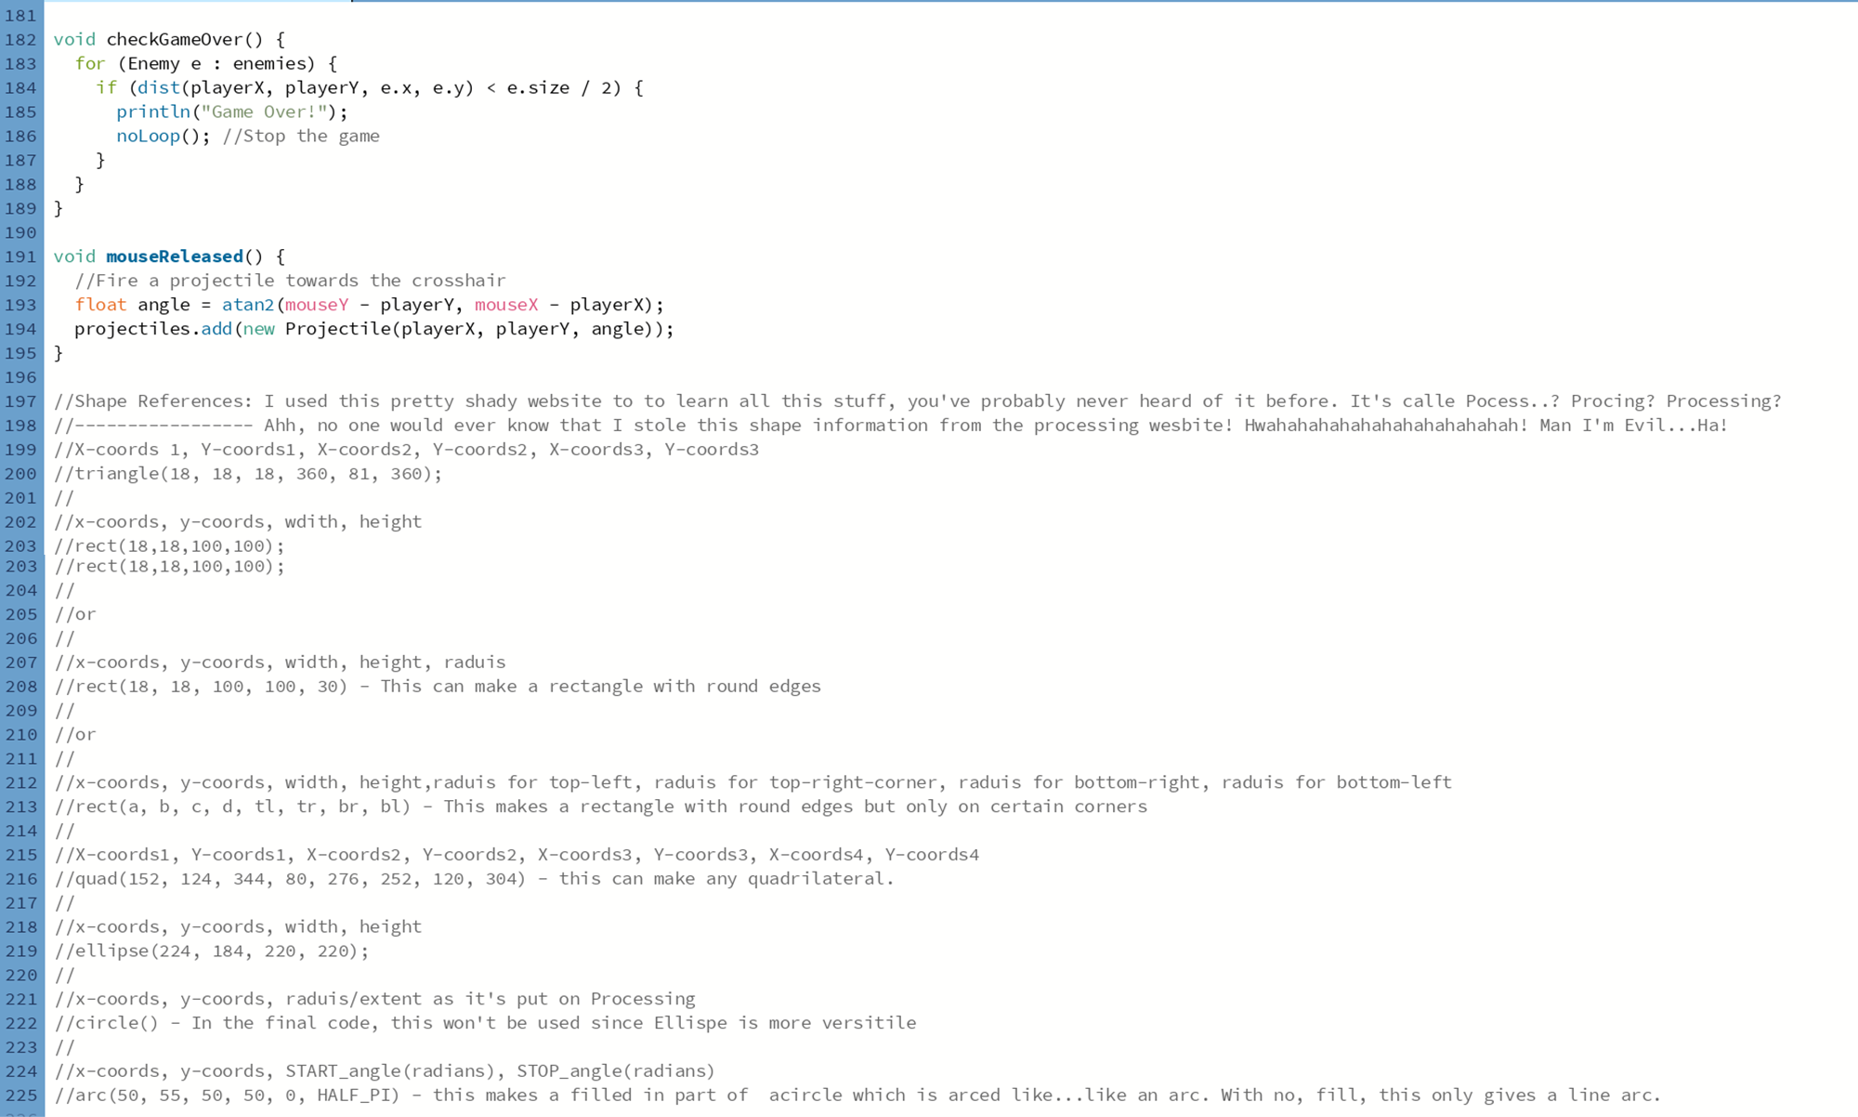 181
182 void checkGameOver() {
183   for (Enemy e : enemies) {
184     if (dist(playerX, playerY, e.x, e.y) < e.size / 2) {
185       println("Game Over!");
186       noLoop(); //Stop the game
187     }
188   }
189 }
190
191 void mouseReleased() {
192   //Fire a projectile towards the crosshair
193   float angle = atan2(mouseY - playerY, mouseX - playerX);
194   projectiles.add(new Projectile(playerX, playerY, angle));
195 }
196
197 //Shape References: I used this pretty shady website to to learn all this stuff, you've probably never heard of it before. It's calle Pocess..? Procing? Processing?
198 //----------------- Ahh, no one would ever know that I stole this shape information from the processing wesbite! Hwahahahahahahahahahahahah! Man I'm Evil...Ha!
199 //X-coords 1, Y-coords1, X-coords2, Y-coords2, X-coords3, Y-coords3
200 //triangle(18, 18, 18, 360, 81, 360);
201 //
202 //x-coords, y-coords, wdith, height
203 //rect(18,18,100,100);
203 //rect(18,18,100,100);
204 //
205 //or
206 //
207 //x-coords, y-coords, width, height, raduis
208 //rect(18, 18, 100, 100, 30) - This can make a rectangle with round edges
209 //
210 //or
211 //
212 //x-coords, y-coords, width, height,raduis for top-left, raduis for top-right-corner, raduis for bottom-right, raduis for bottom-left
213 //rect(a, b, c, d, tl, tr, br, bl) - This makes a rectangle with round edges but only on certain corners
214 //
215 //X-coords1, Y-coords1, X-coords2, Y-coords2, X-coords3, Y-coords3, X-coords4, Y-coords4
216 //quad(152, 124, 344, 80, 276, 252, 120, 304) - this can make any quadrilateral.
217 //
218 //x-coords, y-coords, width, height
219 //ellipse(224, 184, 220, 220);
220 //
221 //x-coords, y-coords, raduis/extent as it's put on Processing
222 //circle() - In the final code, this won't be used since Ellispe is more versitile
223 //
224 //x-coords, y-coords, START_angle(radians), STOP_angle(radians)
225 //arc(50, 55, 50, 50, 0, HALF_PI) - this makes a filled in part of  acircle which is arced like...like an arc. With no, fill, this only gives a line arc.